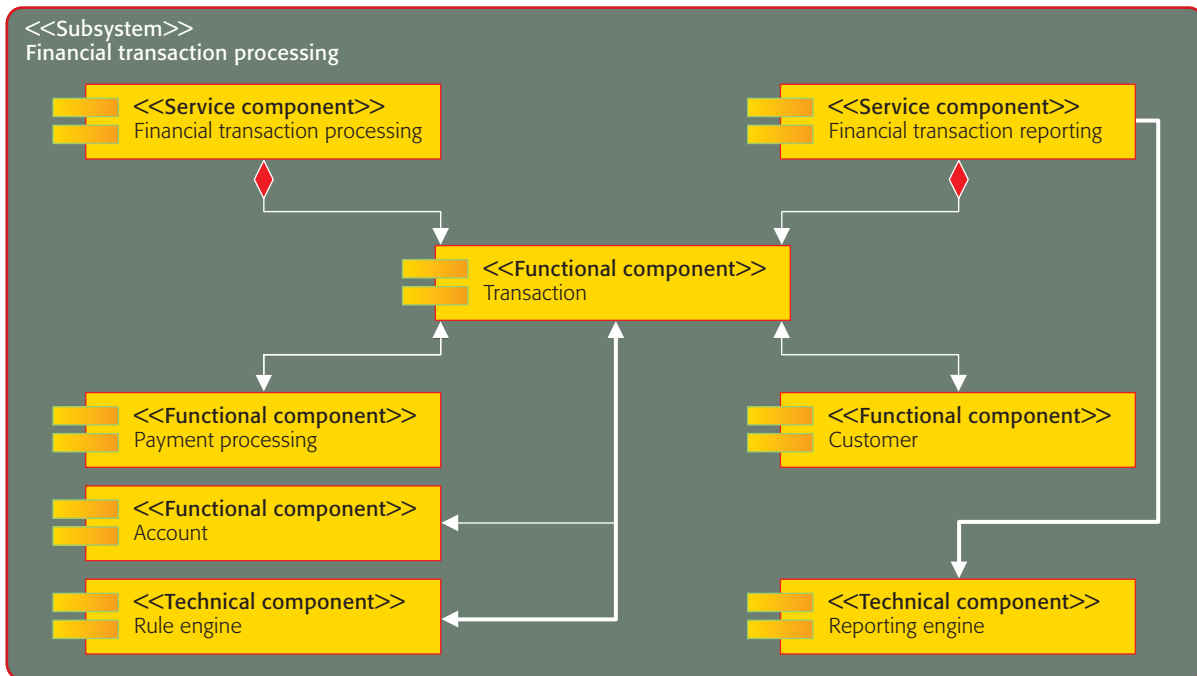 <<Subsystem>>
Financial transaction processing
<<Service component>>
Financial transaction processing
<<Service component>>
Financial transaction reporting
<<Functional component>>
Transaction
<<Functional component>>
Payment processing
<<Functional component>>
Customer
<<Functional component>>
Account
<<Technical component>>
Rule engine
<<Technical component>>
Reporting engine